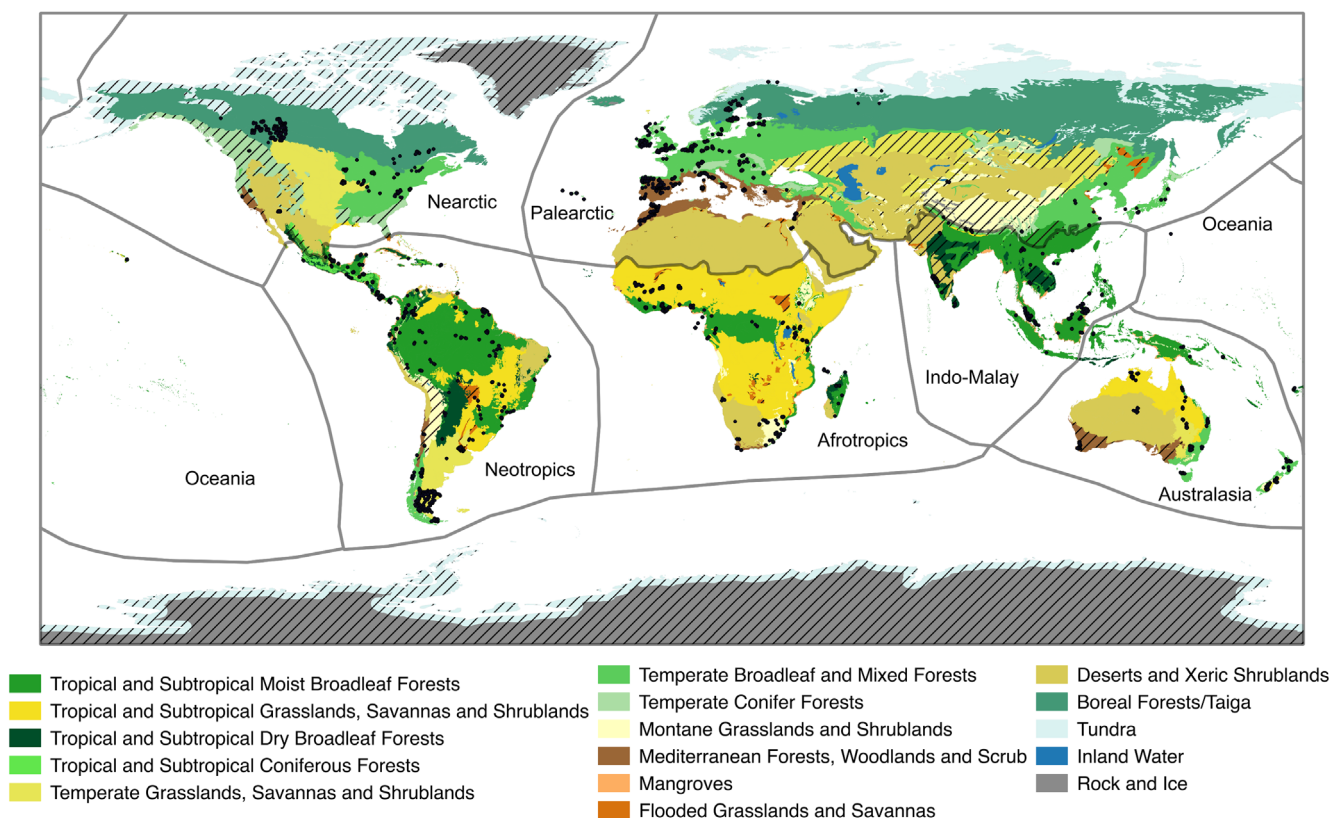 Nearctic
Palearctic
Oceania
Indo-Malay
Afrotropics
Oceania
Neotropics
Australasia
Tropical and Subtropical Moist Broadleaf Forests
Tropical and Subtropical Grasslands, Savannas and Shrublands
Tropical and Subtropical Dry Broadleaf Forests
Tropical and Subtropical Coniferous Forests
Temperate Grasslands, Savannas and Shrublands
Temperate Broadleaf and Mixed Forests
Temperate Conifer Forests
Montane Grasslands and Shrublands
Mediterranean Forests, Woodlands and Scrub
Mangroves
Flooded Grasslands and Savannas
Deserts and Xeric Shrublands
Boreal Forests/Taiga
Tundra
Inland Water
Rock and Ice